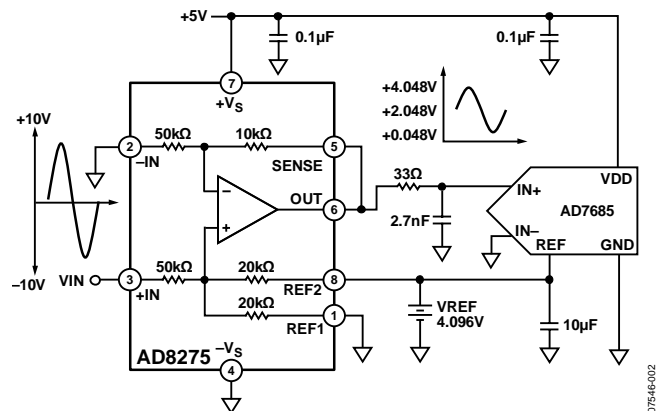 +5V
0.1µF
0.1µF
7
+VS
+4.048V
+2.048V
+0.048V
+10V
50kΩ
10kΩ
2
–IN
5
SENSE
33Ω
VDD
OUT
6
IN+
AD7685
2.7nF
IN–
REF
GND
–10V
VIN
3
+IN
50kΩ
20kΩ
8
REF2
20kΩ
1
REF1
VREF
4.096V
10µF
AD8275
–VS
4
07546-002